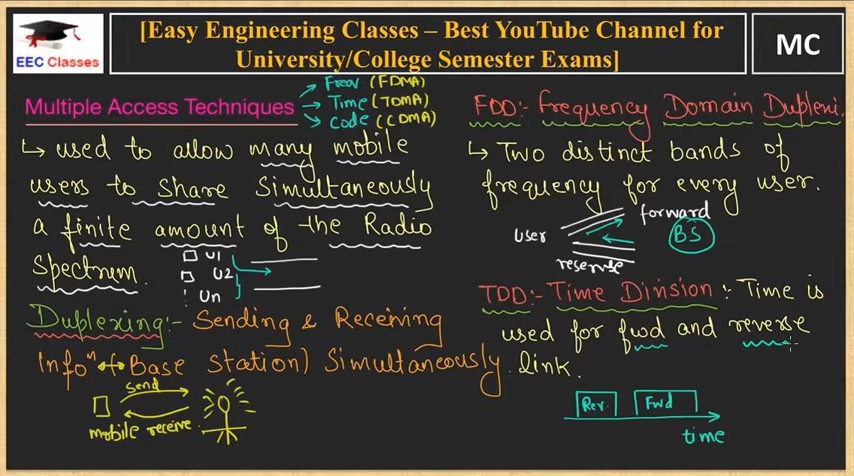 [Easy Engineering Classes – Best YouTube Channel for
University/College Semester Exams]
EEC Classes
MC
Multiple Access Techniques
Freq (FDMA)
Time (TDMA)
Code (CDMA)
↳ used to allow many mobile
users to share simultaneously
a finite amount of the Radio
Spectrum.
U1
U2
Un
Duplexing:- Sending & Receiving
Infoⁿ (↔ Base station) Simultaneously.
send
mobile receive.
FDD:- Frequency Domain Duplexi.
↳ Two distinct bands of
frequency for every user.
forward
user
BS
reservse
TDD:- Time Division:- Time is
used for fwd and reverse
link.
Rev.
Fwd
time